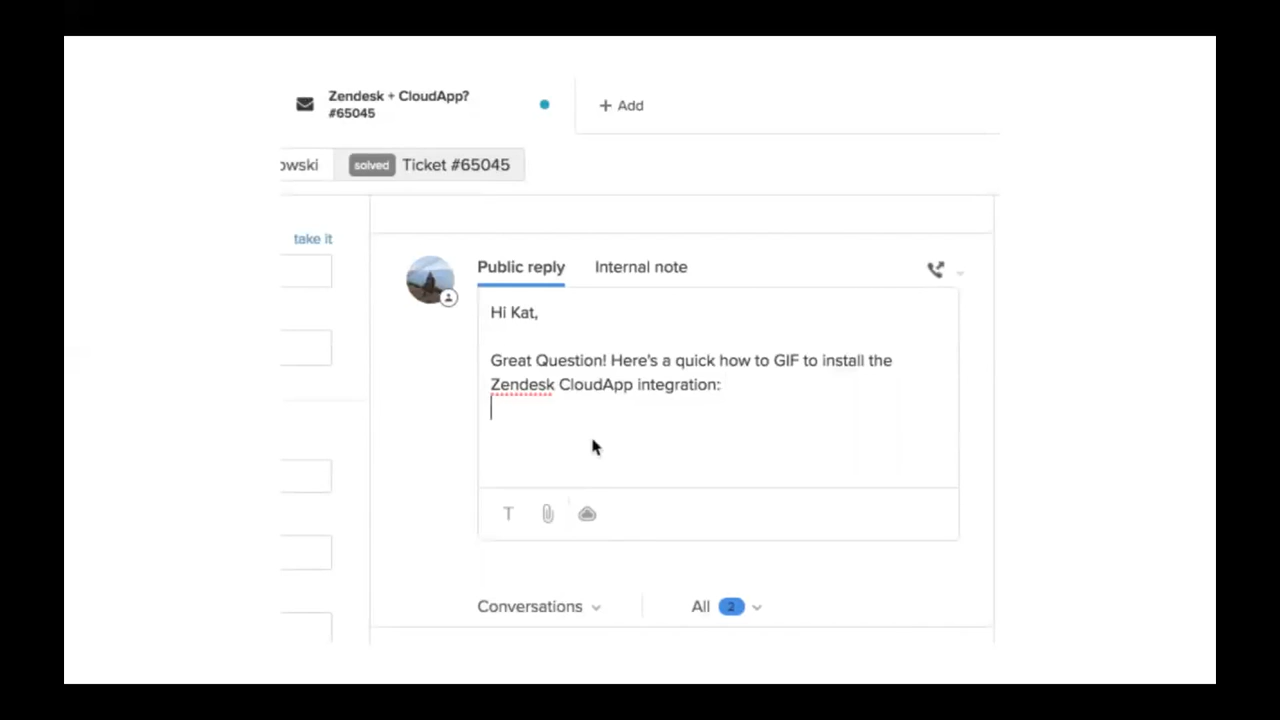 Zendesk + CloudApp?
#65045
+ Add
owski
solved Ticket #65045
take it
Public reply
Internal note
Hi Kat,
Great Question! Here's a quick how to GIF to install the
Zendesk CloudApp integration:
T
Conversations
All 2